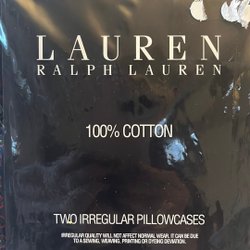 LAUREN
RALPH LAUREN
100% COTTON
TWO IRREGULAR PILLOWCASES
IRREGULAR QUALITY WILL NOT AFFECT NORMAL WEAR. IT CAN BE DUE
TO A SEWING, WEAVING, PRINTING OR DYEING DEVIATION.